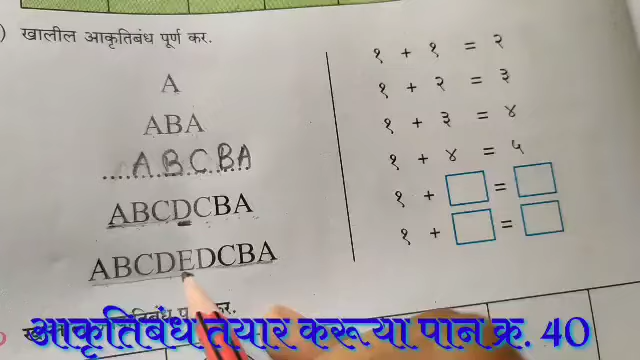 ) खालील आकृतिबंध पूर्ण कर.
A
ABA
....ABCBA
ABCDCBA
ABCDEDCBA
१ + १ = २
१ + २ = ३
१ + ३ = ४
१ + ४ = ५
१ + □ = □
१ + □ = □
आकृतिबंध तयार करू या पान क्र. 40